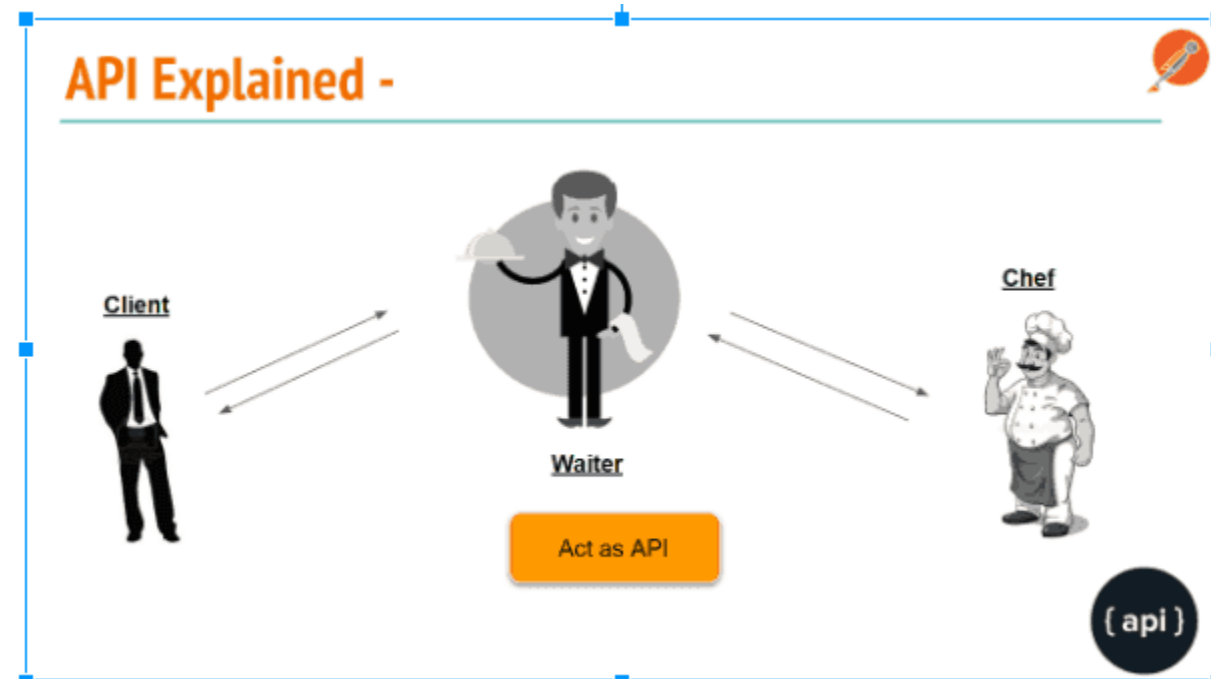 API Explained -
Client
Chef
Waiter
Act as API
{ api }